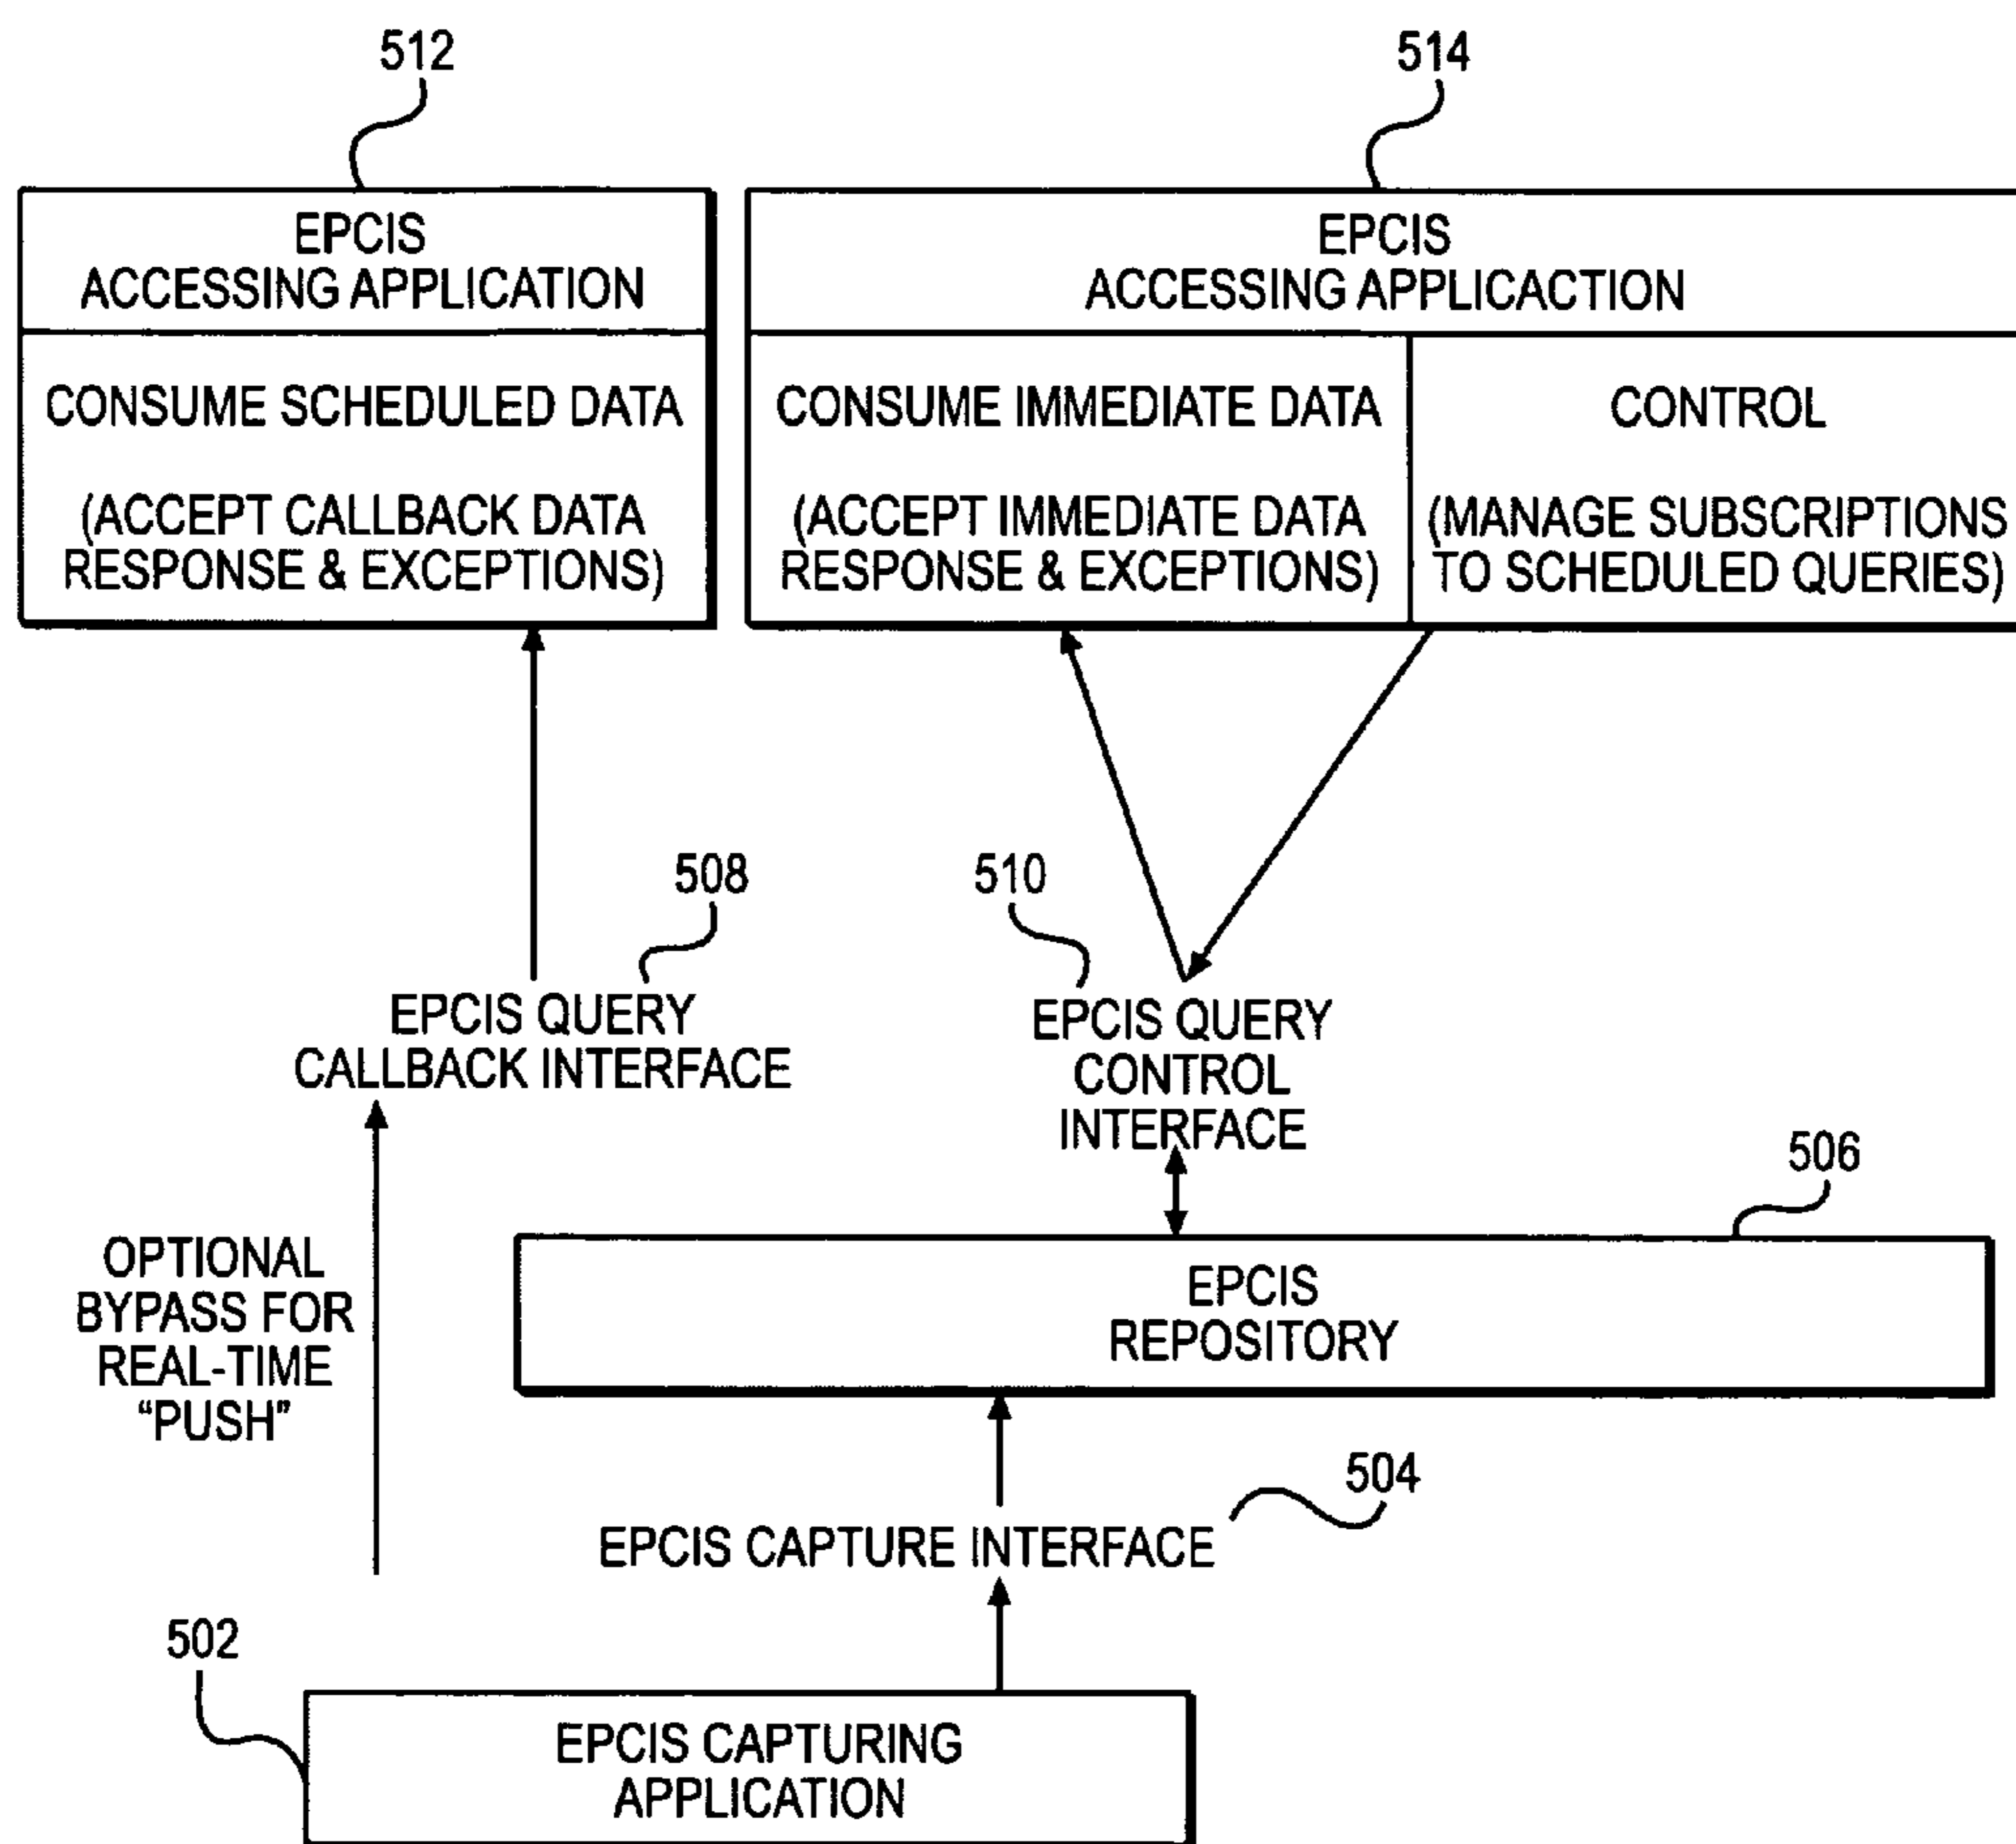 512
514
EPCIS
ACCESSING APPLICATION
CONSUME SCHEDULED DATA
(ACCEPT CALLBACK DATA
RESPONSE & EXCEPTIONS)
EPCIS
ACCESSING APPLICACTION
CONSUME IMMEDIATE DATA
(ACCEPT IMMEDIATE DATA
RESPONSE & EXCEPTIONS)
CONTROL
(MANAGE SUBSCRIPTIONS
TO SCHEDULED QUERIES)
508
510
EPCIS QUERY
CALLBACK INTERFACE
EPCIS QUERY
CONTROL
INTERFACE
506
OPTIONAL
BYPASS FOR
REAL-TIME
“PUSH”
EPCIS
REPOSITORY
504
EPCIS CAPTURE INTERFACE
502
EPCIS CAPTURING
APPLICATION